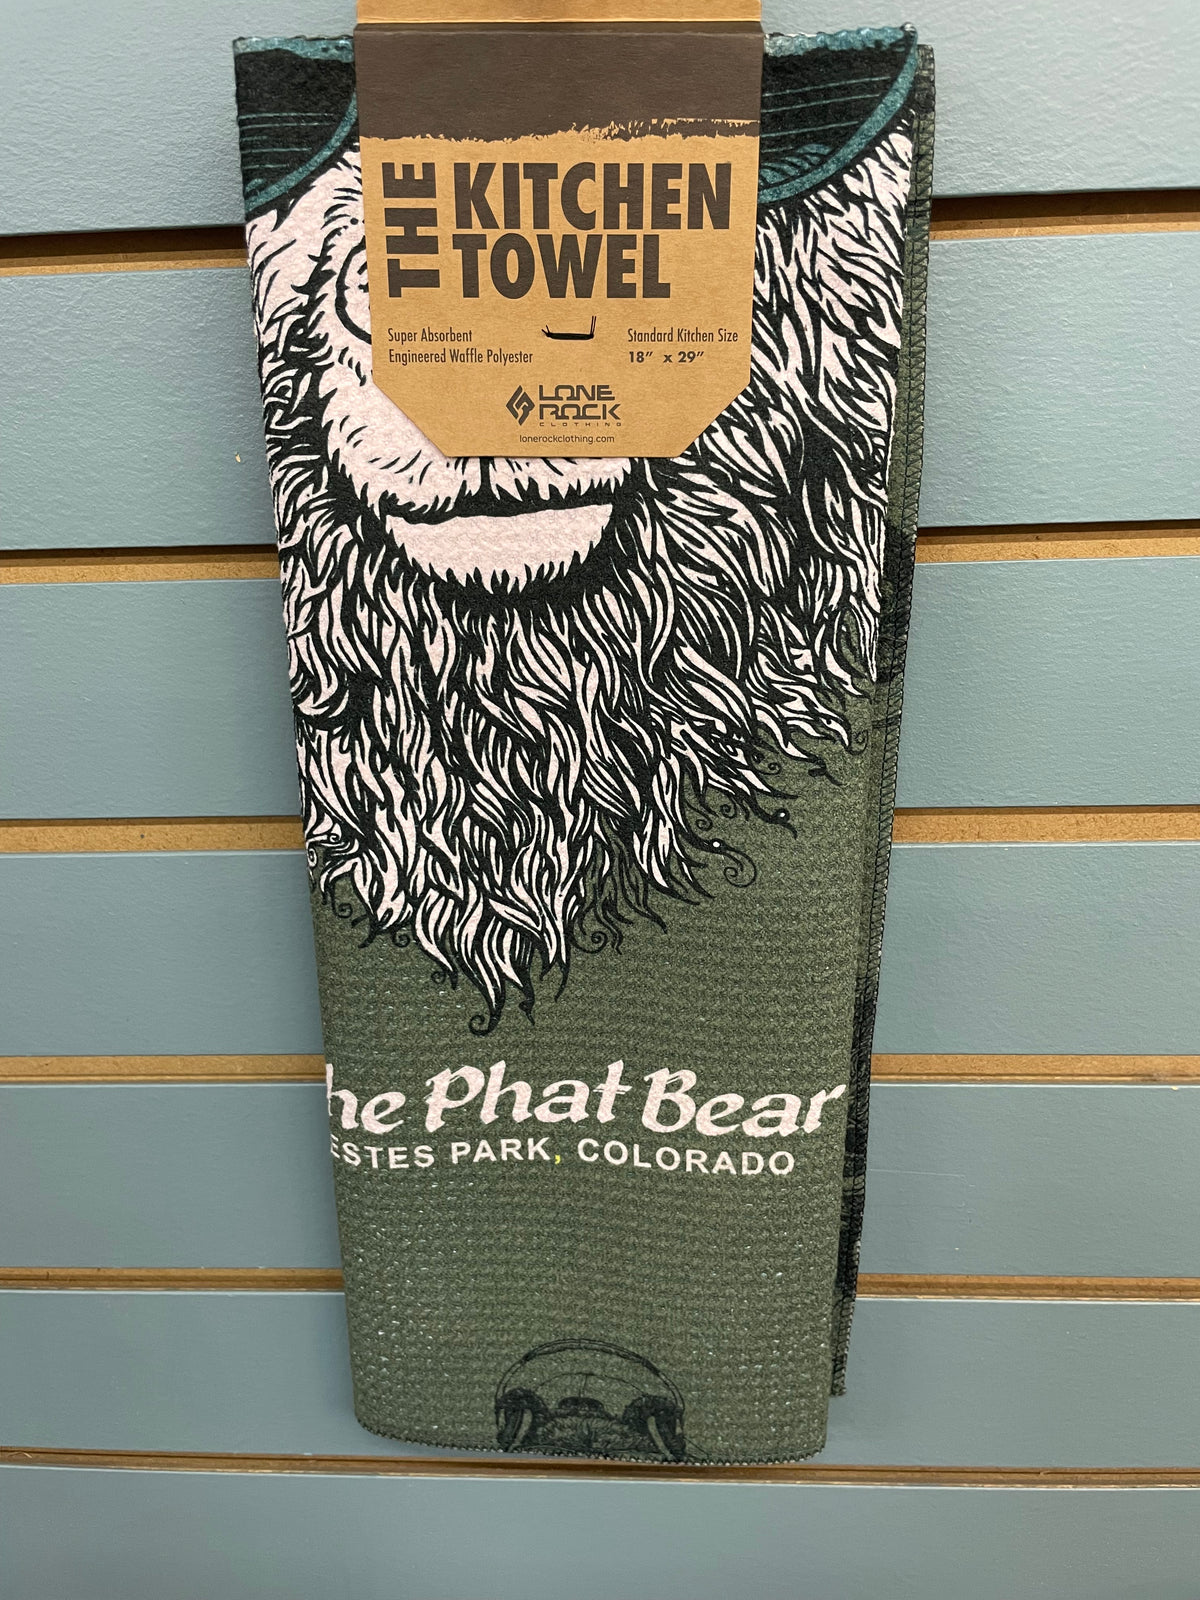 THE KITCHEN
TOWEL
Super Absorbent
Engineered Waffle Polyester
Standard Kitchen Size
18" x 29"
LONE
ROCK
CLOTHING
lonerockclothing.com
he Phat Bear
ESTES PARK, COLORADO